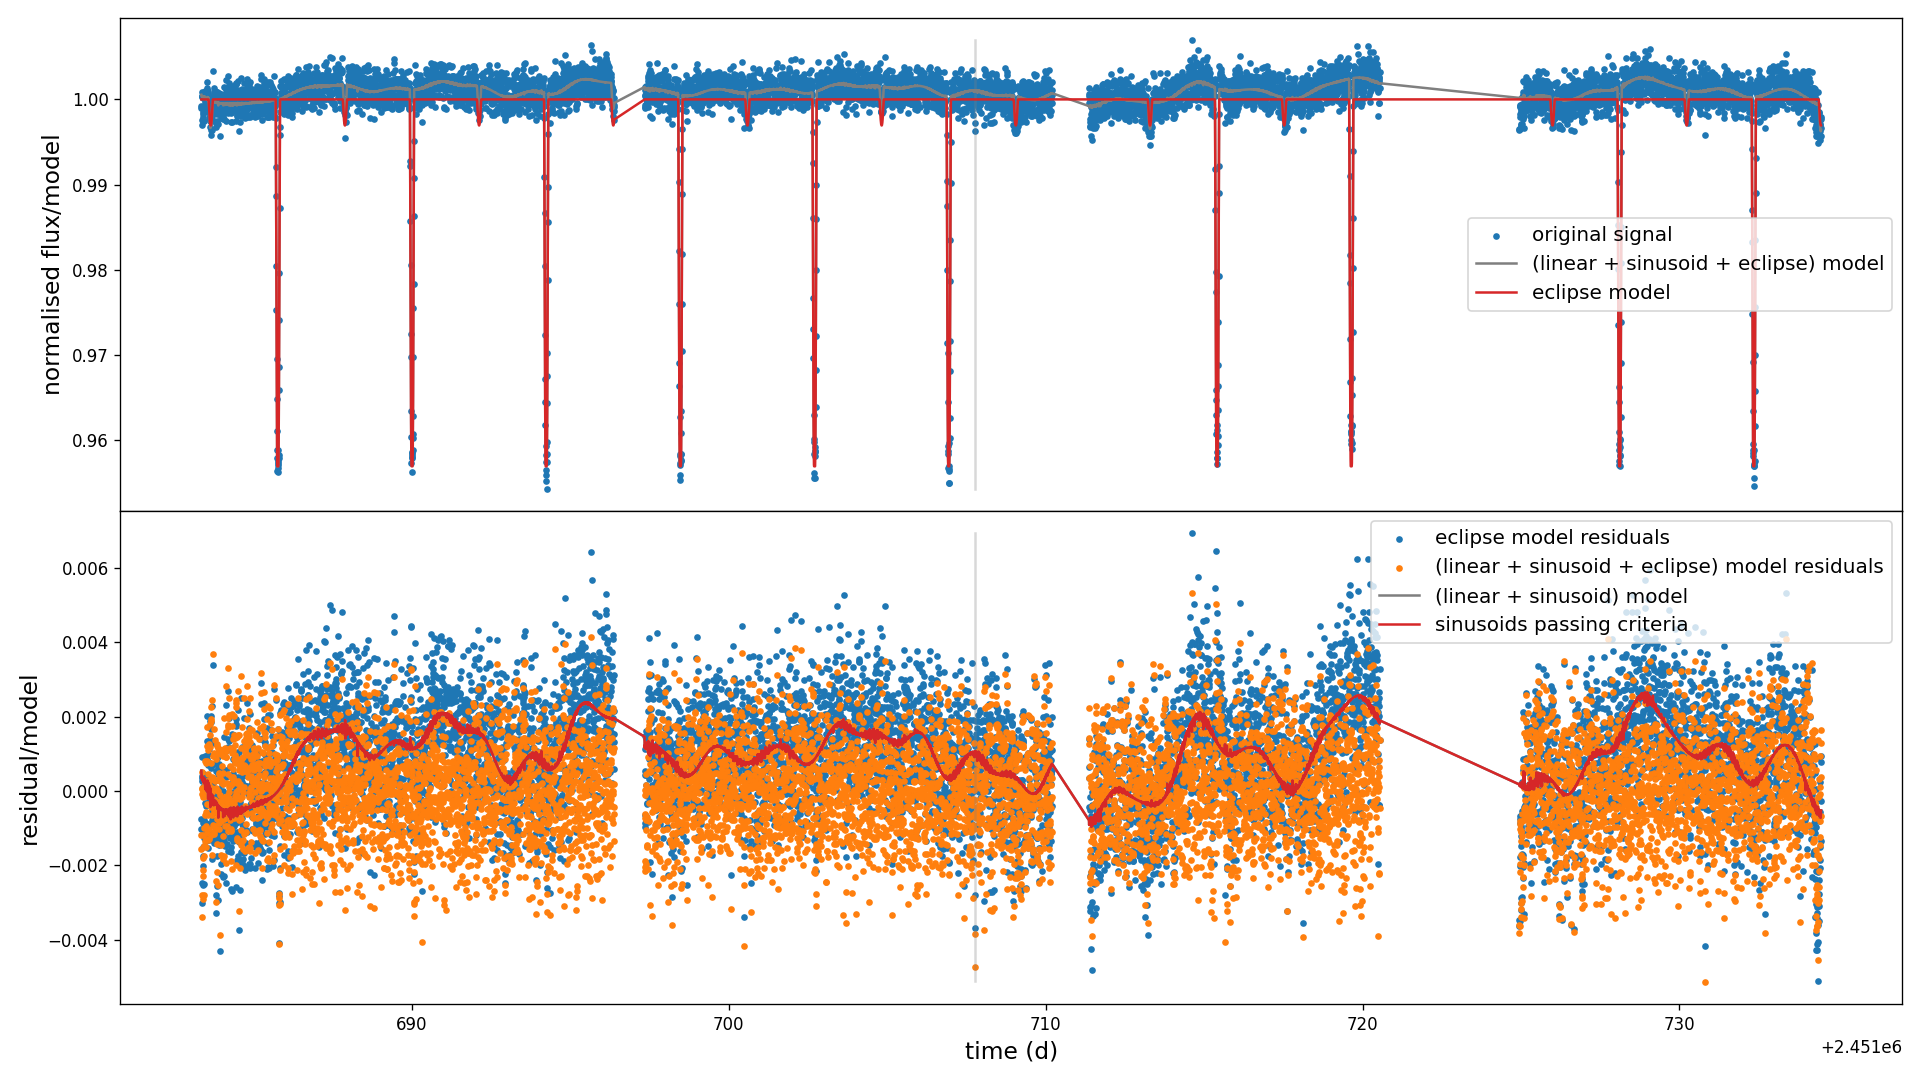 normalised flux/model
1.00
0.99
0.98
0.97
0.96
original signal
(linear + sinusoid + eclipse) model
eclipse model
residual/model
0.006
0.004
0.002
0.000
−0.002
−0.004
eclipse model residuals
(linear + sinusoid + eclipse) model residuals
(linear + sinusoid) model
sinusoids passing criteria
690 700 710 720 730
time (d)
+2.451e6